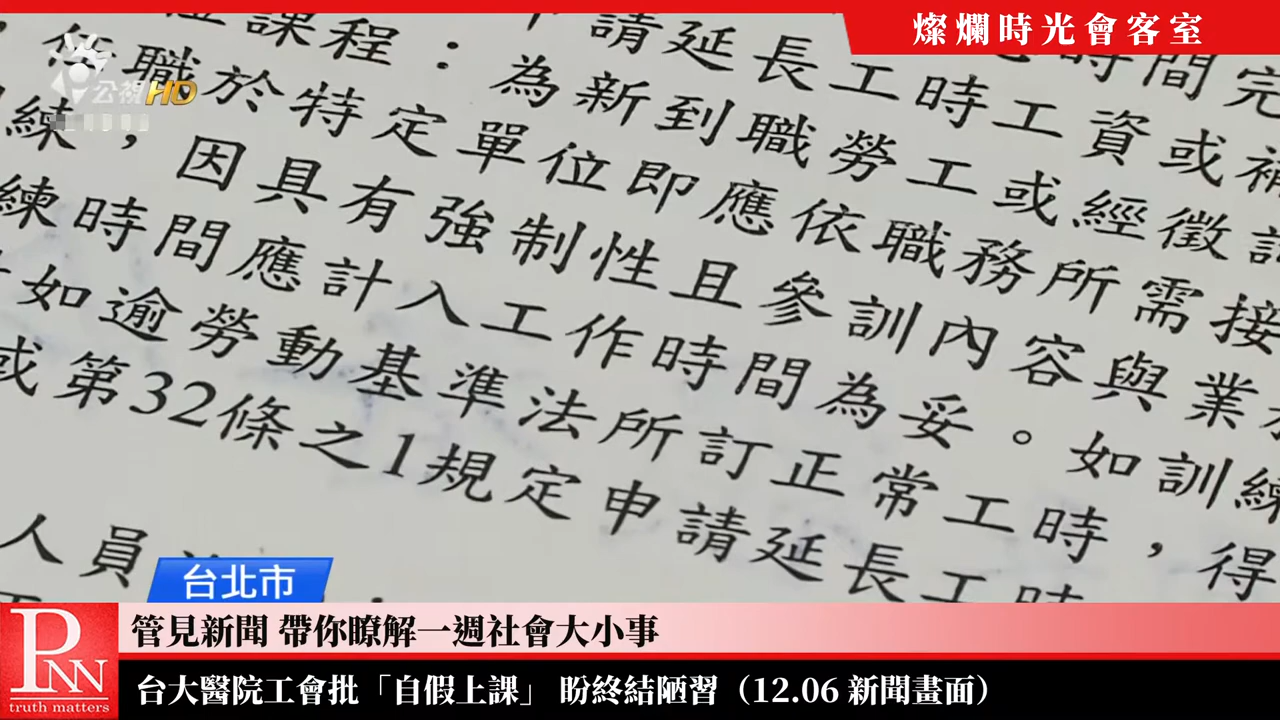 燦爛時光會客室
公視HD
位課程：
申請延長工時工資或補
任職於特定單位即應依職務所需接
為新到職勞工或經徵
練，因具有強制性且參訓內容與業
練時間應計入工作時間為妥。如訓練
如逾勞動基準法所訂正常工時，得
或第32條之1規定申請延長工時
人員
台北市
PNN
truth matters
管見新聞 帶你瞭解一週社會大小事
台大醫院工會批「自假上課」 盼終結陋習（12.06 新聞畫面）